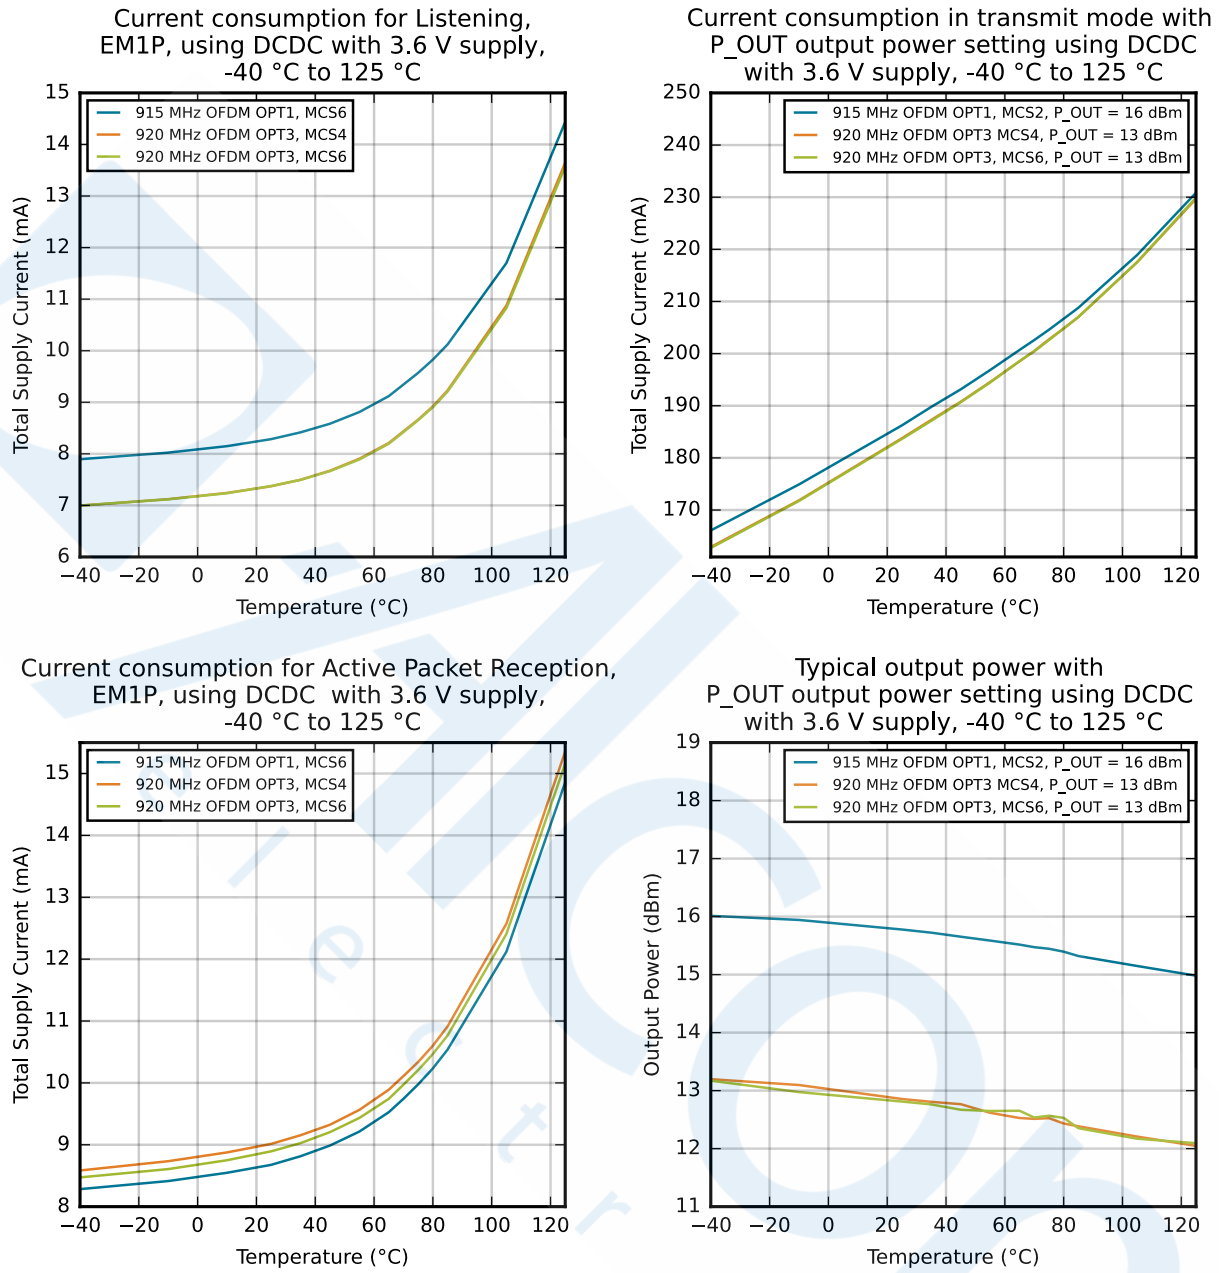 Current consumption for Listening,
EM1P, using DCDC with 3.6 V supply,
-40 °C to 125 °C
15
14
13
12
11
10
9
8
7
6
Total Supply Current (mA)
915 MHz OFDM OPT1, MCS6
920 MHz OFDM OPT3, MCS4
920 MHz OFDM OPT3, MCS6
−40 −20 0 20 40 60 80 100 120
Temperature (°C)
Current consumption in transmit mode with
P_OUT output power setting using DCDC
with 3.6 V supply, -40 °C to 125 °C
250
240
230
220
210
200
190
180
170
Total Supply Current (mA)
915 MHz OFDM OPT1, MCS2, P_OUT = 16 dBm
920 MHz OFDM OPT3 MCS4, P_OUT = 13 dBm
920 MHz OFDM OPT3, MCS6, P_OUT = 13 dBm
−40 −20 0 20 40 60 80 100 120
Temperature (°C)
Current consumption for Active Packet Reception,
EM1P, using DCDC  with 3.6 V supply,
-40 °C to 125 °C
15
14
13
12
11
10
9
8
Total Supply Current (mA)
915 MHz OFDM OPT1, MCS6
920 MHz OFDM OPT3, MCS4
920 MHz OFDM OPT3, MCS6
−40 −20 0 20 40 60 80 100 120
Temperature (°C)
Typical output power with
P_OUT output power setting using DCDC
with 3.6 V supply, -40 °C to 125 °C
19
18
17
16
15
14
13
12
11
Output Power (dBm)
915 MHz OFDM OPT1, MCS2, P_OUT = 16 dBm
920 MHz OFDM OPT3 MCS4, P_OUT = 13 dBm
920 MHz OFDM OPT3, MCS6, P_OUT = 13 dBm
−40 −20 0 20 40 60 80 100 120
Temperature (°C)